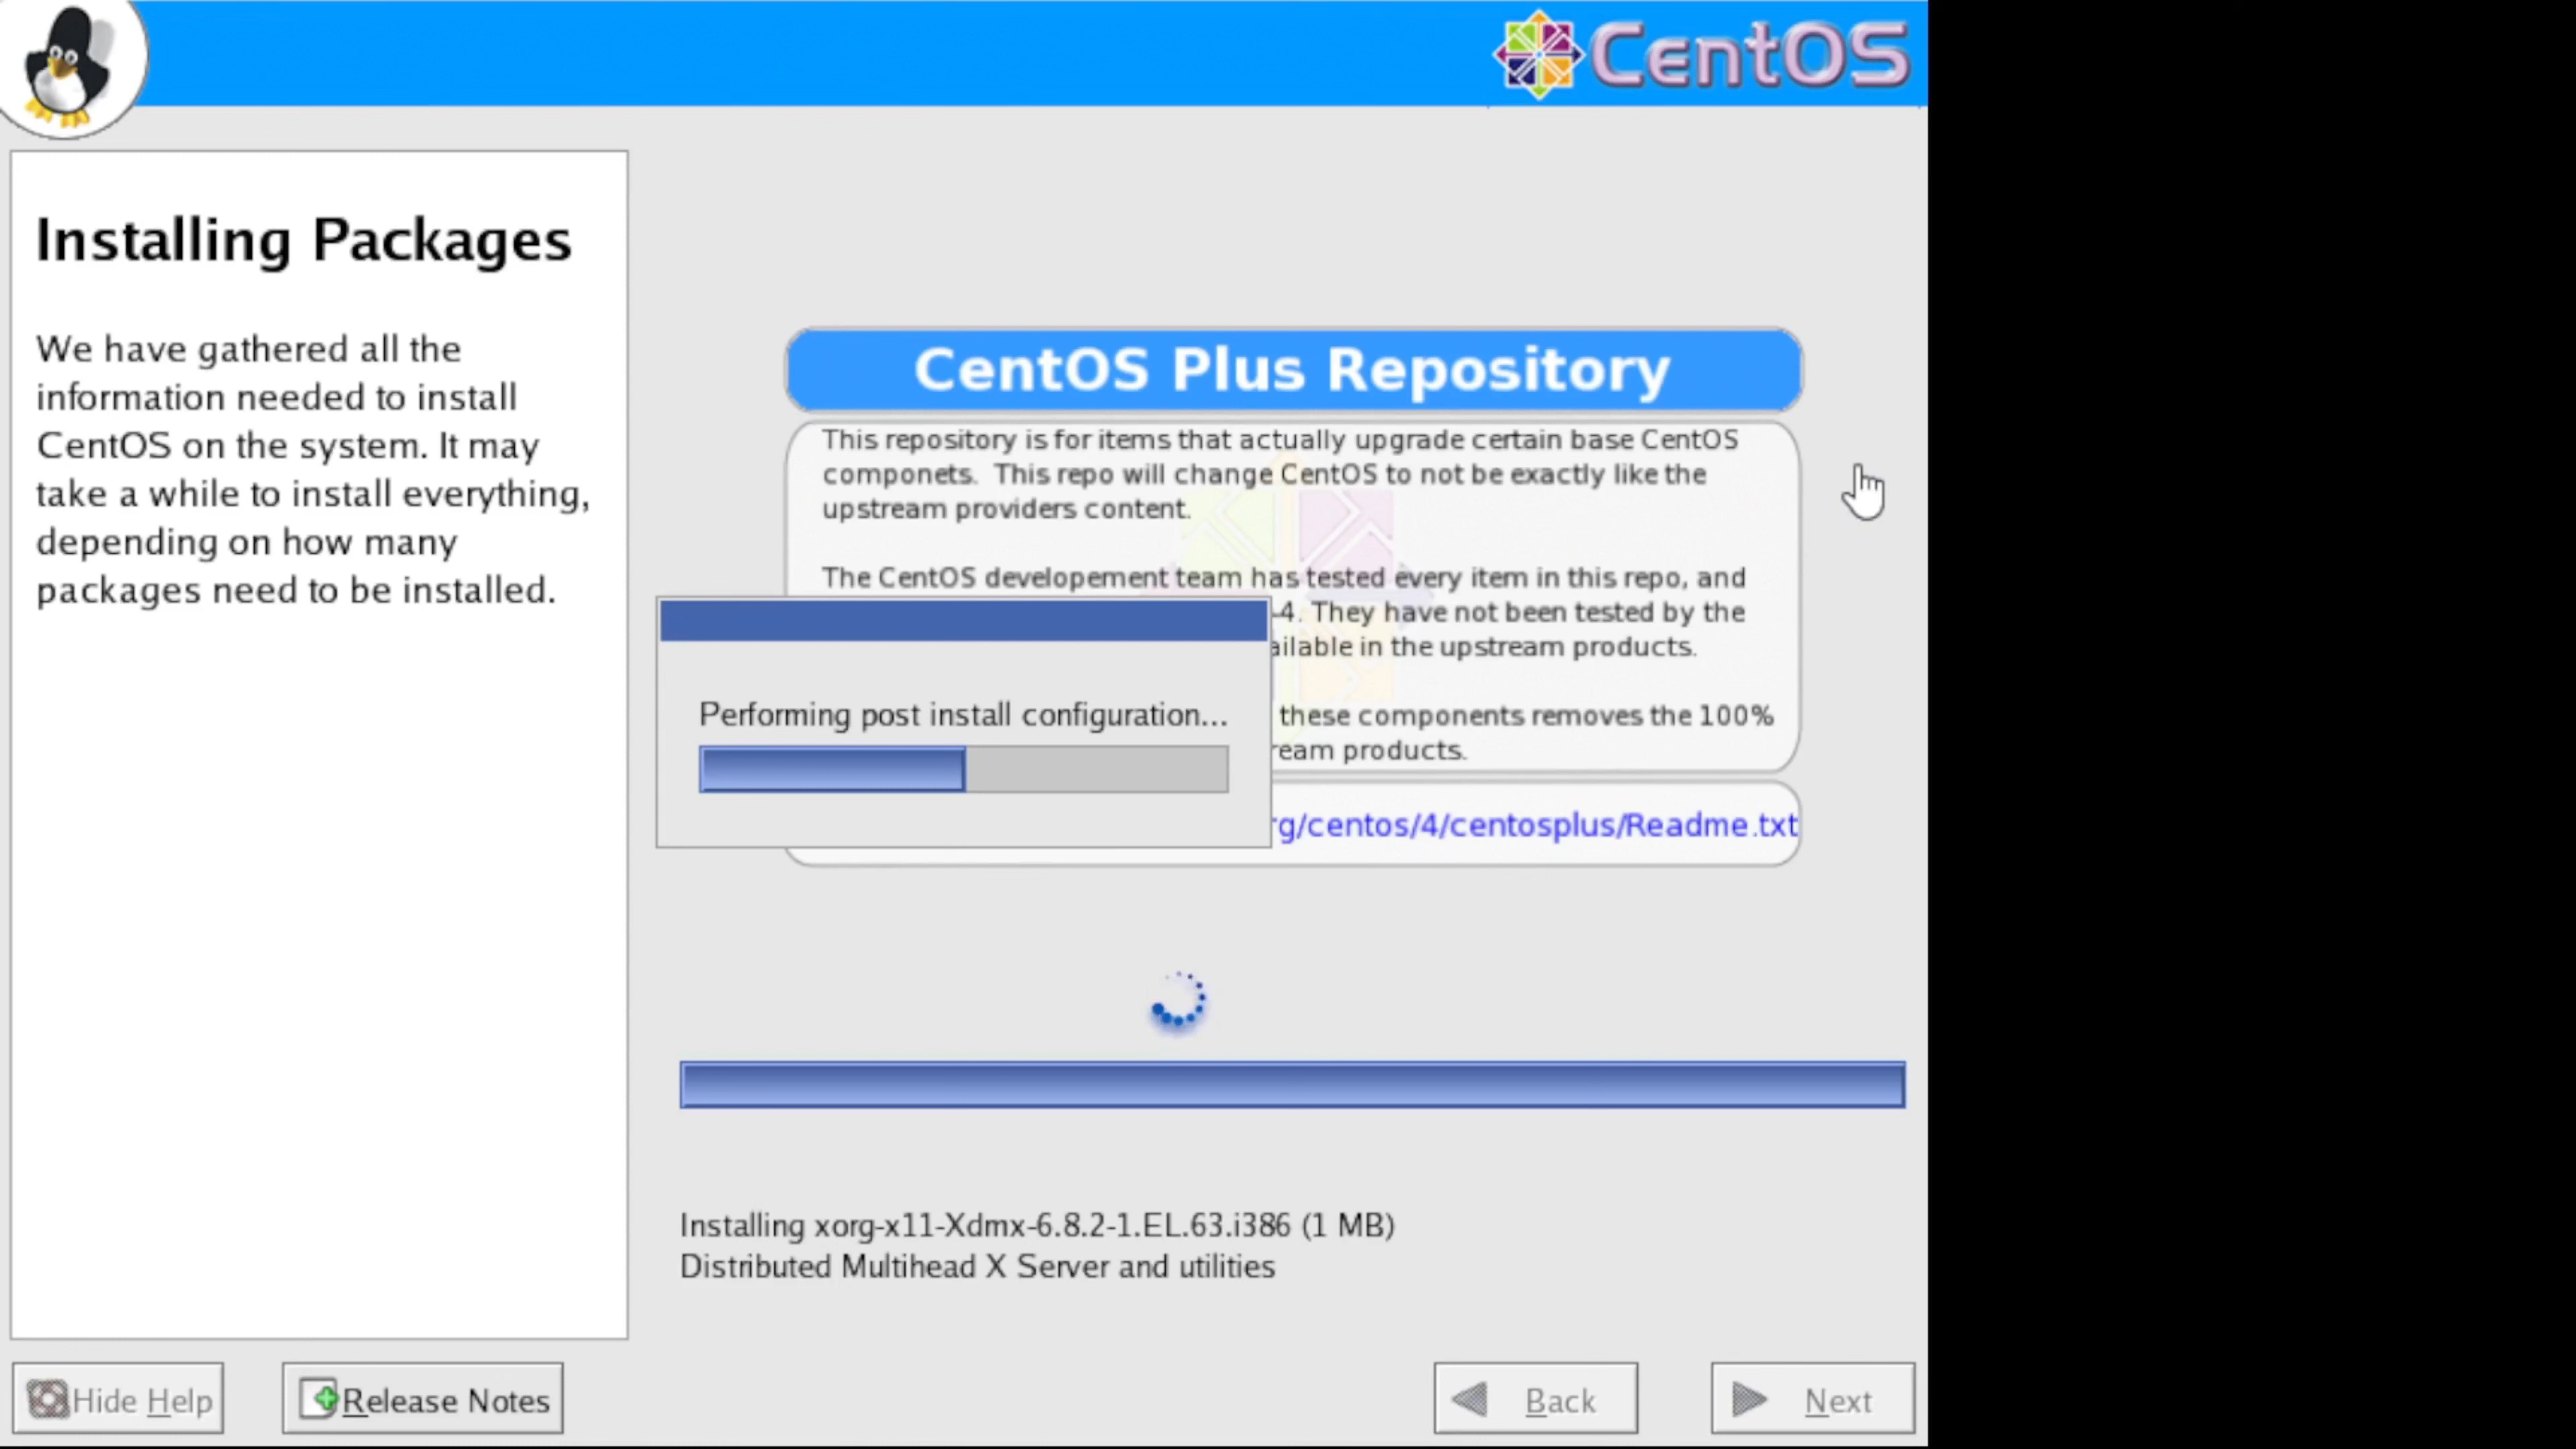 CentOS
Installing Packages
We have gathered all the
information needed to install
CentOS on the system. It may
take a while to install everything,
depending on how many
packages need to be installed.
CentOS Plus Repository
This repository is for items that actually upgrade certain base CentOS
componets. This repo will change CentOS to not be exactly like the
upstream providers content.
The CentOS developement team has tested every item in this repo, and
-4. They have not been tested by the
ailable in the upstream products.
these components removes the 100%
ream products.
rg/centos/4/centosplus/Readme.txt
Performing post install configuration...
Installing xorg-x11-Xdmx-6.8.2-1.EL.63.i386 (1 MB)
Distributed Multihead X Server and utilities
Hide Help
Release Notes
Back
Next